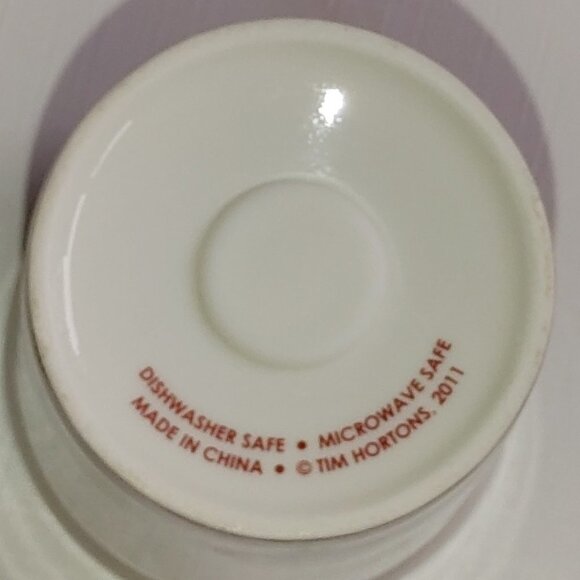 DISHWASHER SAFE • MICROWAVE SAFE
MADE IN CHINA • © TIM HORTONS, 2011